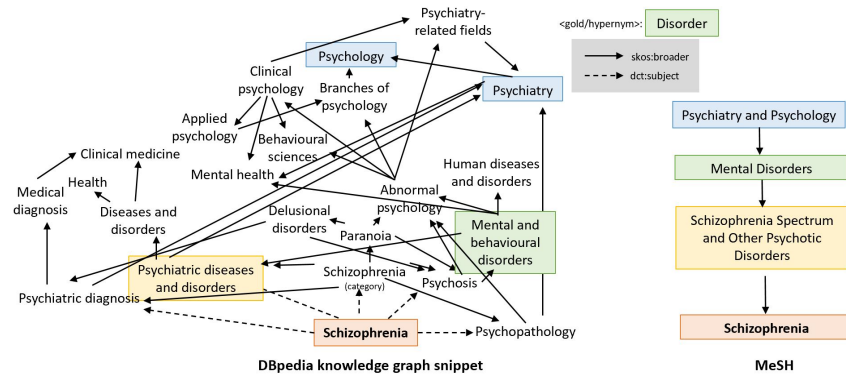 Psychiatry-
related fields
<gold/hypernym>:
Disorder
skos:broader
dct:subject
Psychology
Clinical
psychology
Branches of
psychology
Psychiatry
Applied
psychology
Behavioural
sciences
Clinical medicine
Mental health
Human diseases
and disorders
Health
Medical
diagnosis
Diseases and
disorders
Abnormal
psychology
Delusional
disorders
Paranoia
Mental and
behavioural
disorders
Psychiatric diseases
and disorders
Schizophrenia
(category)
Psychosis
Psychiatric diagnosis
Schizophrenia
Psychopathology
DBpedia knowledge graph snippet
Psychiatry and Psychology
Mental Disorders
Schizophrenia Spectrum
and Other Psychotic
Disorders
Schizophrenia
MeSH